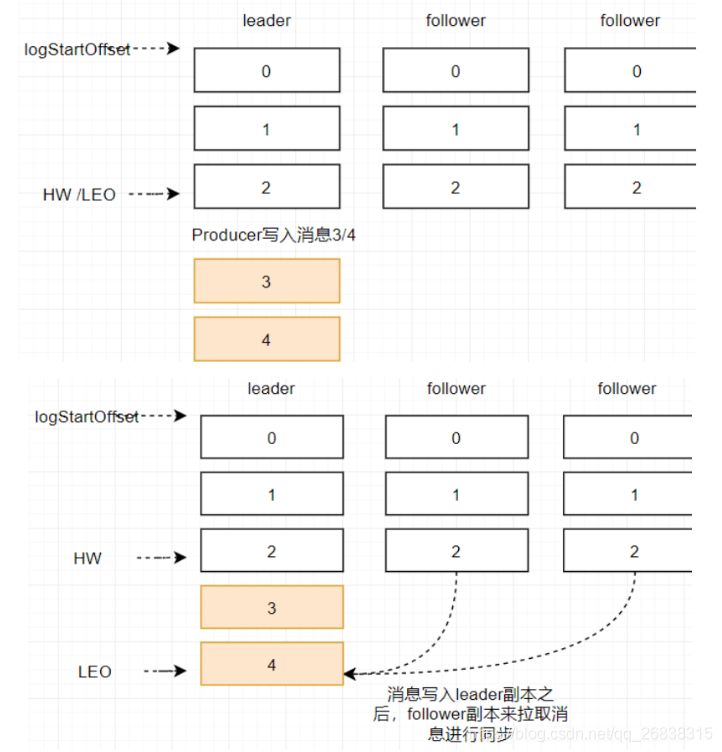 leader follower follower
logStartOffset
0 0 0
1 1 1
HW /LEO 2 2 2
Producer写入消息3/4
3
4
leader follower follower
logStartOffset
0 0 0
1 1 1
HW 2 2 2
3
LEO 4
消息写入leader副本之
后，follower副本来拉取消
息进行同步
blog.csdn.net/qq_26838315